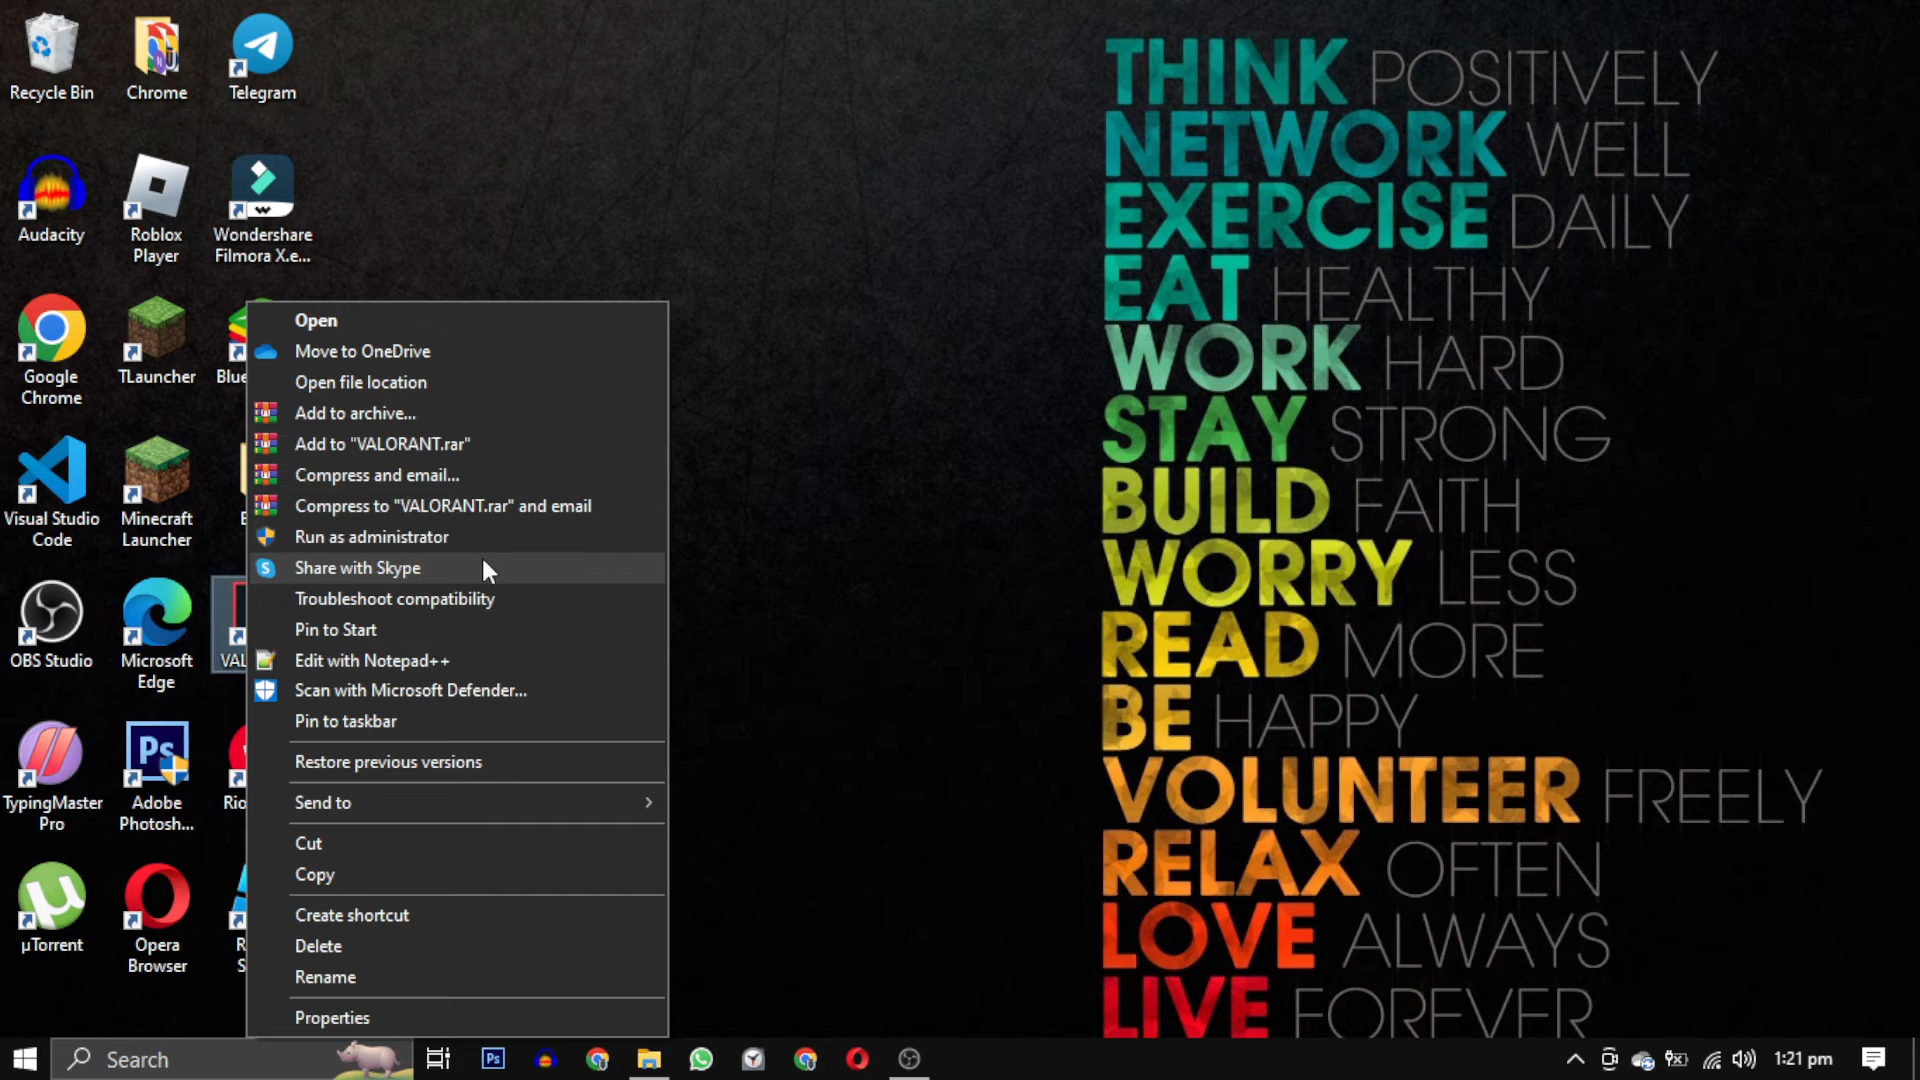 Recycle Bin
Chrome
Telegram
Audacity
Roblox
Player
Wondershare
Filmora X.e...
Google
Chrome
TLauncher
Blue
Visual Studio
Code
Minecraft
Launcher
OBS Studio
Microsoft
Edge
VAL
TypingMaster
Pro
Adobe
Photosh...
Rio
µTorrent
Opera
Browser
R
S
Open
Move to OneDrive
Open file location
Add to archive...
Add to "VALORANT.rar"
Compress and email...
Compress to "VALORANT.rar" and email
Run as administrator
Share with Skype
Troubleshoot compatibility
Pin to Start
Edit with Notepad++
Scan with Microsoft Defender...
Pin to taskbar
Restore previous versions
Send to
Cut
Copy
Create shortcut
Delete
Rename
Properties
THINK POSITIVELY
NETWORK WELL
EXERCISE DAILY
EAT HEALTHY
WORK HARD
STAY STRONG
BUILD FAITH
WORRY LESS
READ MORE
BE HAPPY
VOLUNTEER FREELY
RELAX OFTEN
LOVE ALWAYS
LIVE FOREVER
Search
Ps
1:21 pm